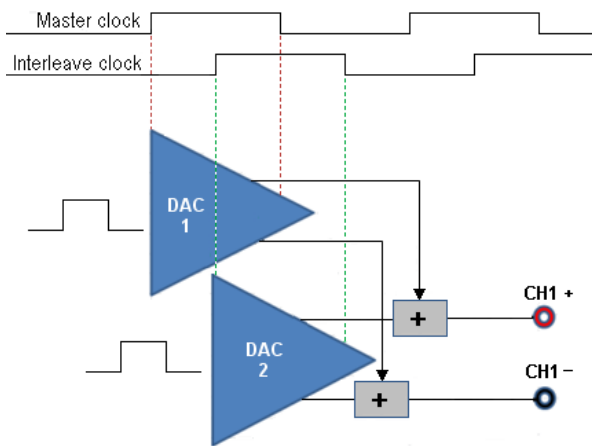 Master clock
Interleave clock
DAC
1
CH1 +
+
DAC
2
CH1 –
+